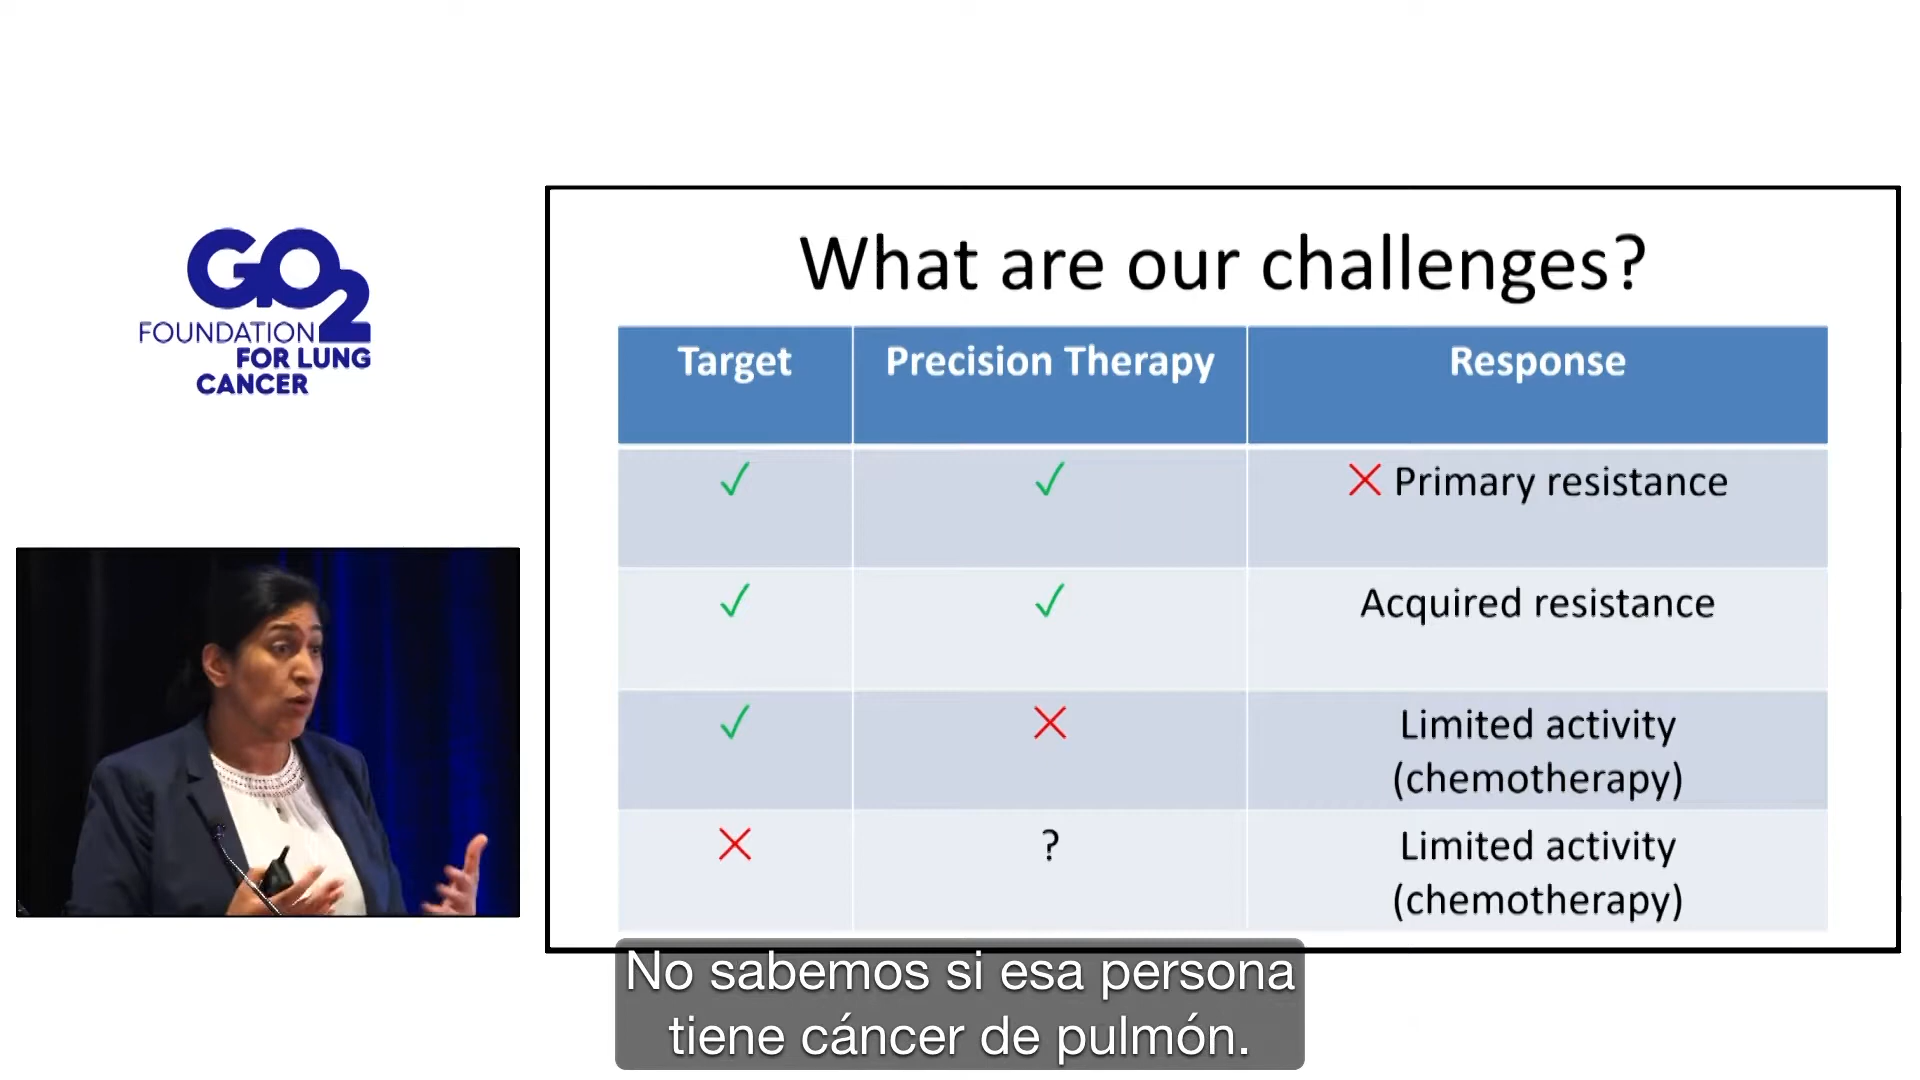 GO2
FOUNDATION
FOR LUNG
CANCER
What are our challenges?
Target Precision Therapy Response
✓ ✓ ✕ Primary resistance
✓ ✓ Acquired resistance
✓ ✕ Limited activity
(chemotherapy)
✕ ? Limited activity
(chemotherapy)
No sabemos si esa persona
tiene cáncer de pulmón.